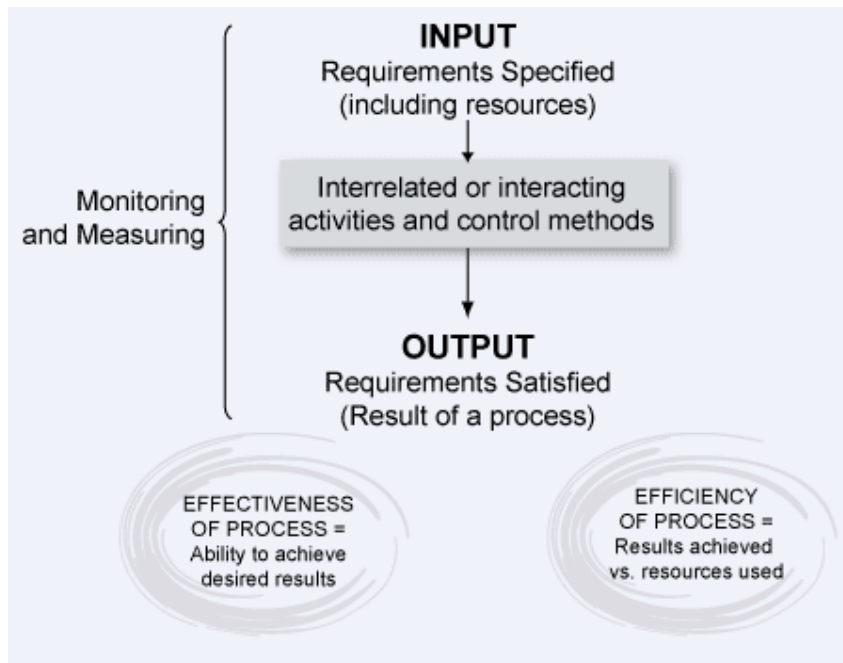 INPUT
Requirements Specified
(including resources)
Monitoring
and Measuring
Interrelated or interacting
activities and control methods
OUTPUT
Requirements Satisfied
(Result of a process)
EFFECTIVENESS
OF PROCESS =
Ability to achieve
desired results
EFFICIENCY
OF PROCESS =
Results achieved
vs. resources used